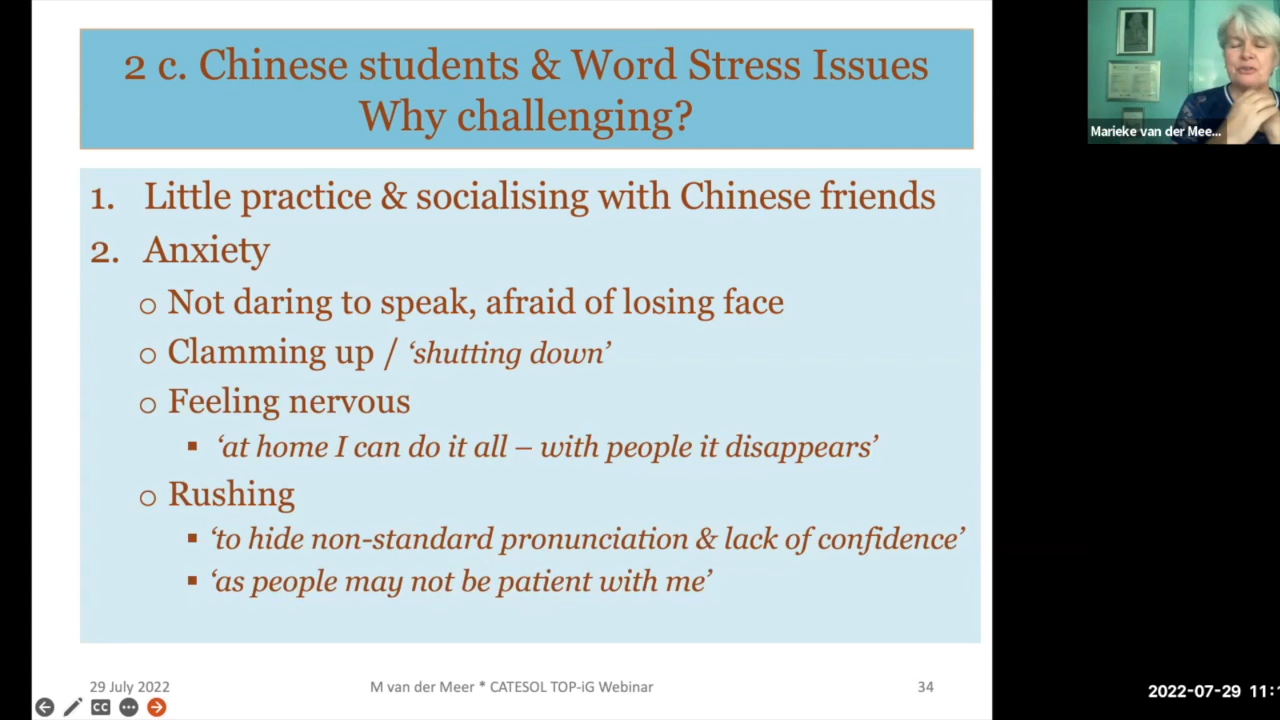 2 c. Chinese students & Word Stress Issues
Why challenging?
1. Little practice & socialising with Chinese friends
2. Anxiety
o Not daring to speak, afraid of losing face
o Clamming up / ‘shutting down’
o Feeling nervous
▪ ‘at home I can do it all – with people it disappears’
o Rushing
▪ ‘to hide non-standard pronunciation & lack of confidence’
▪ ‘as people may not be patient with me’
29 July 2022 M van der Meer * CATESOL TOP-iG Webinar 34
CC
Marieke van der Mee...
2022-07-29 11: